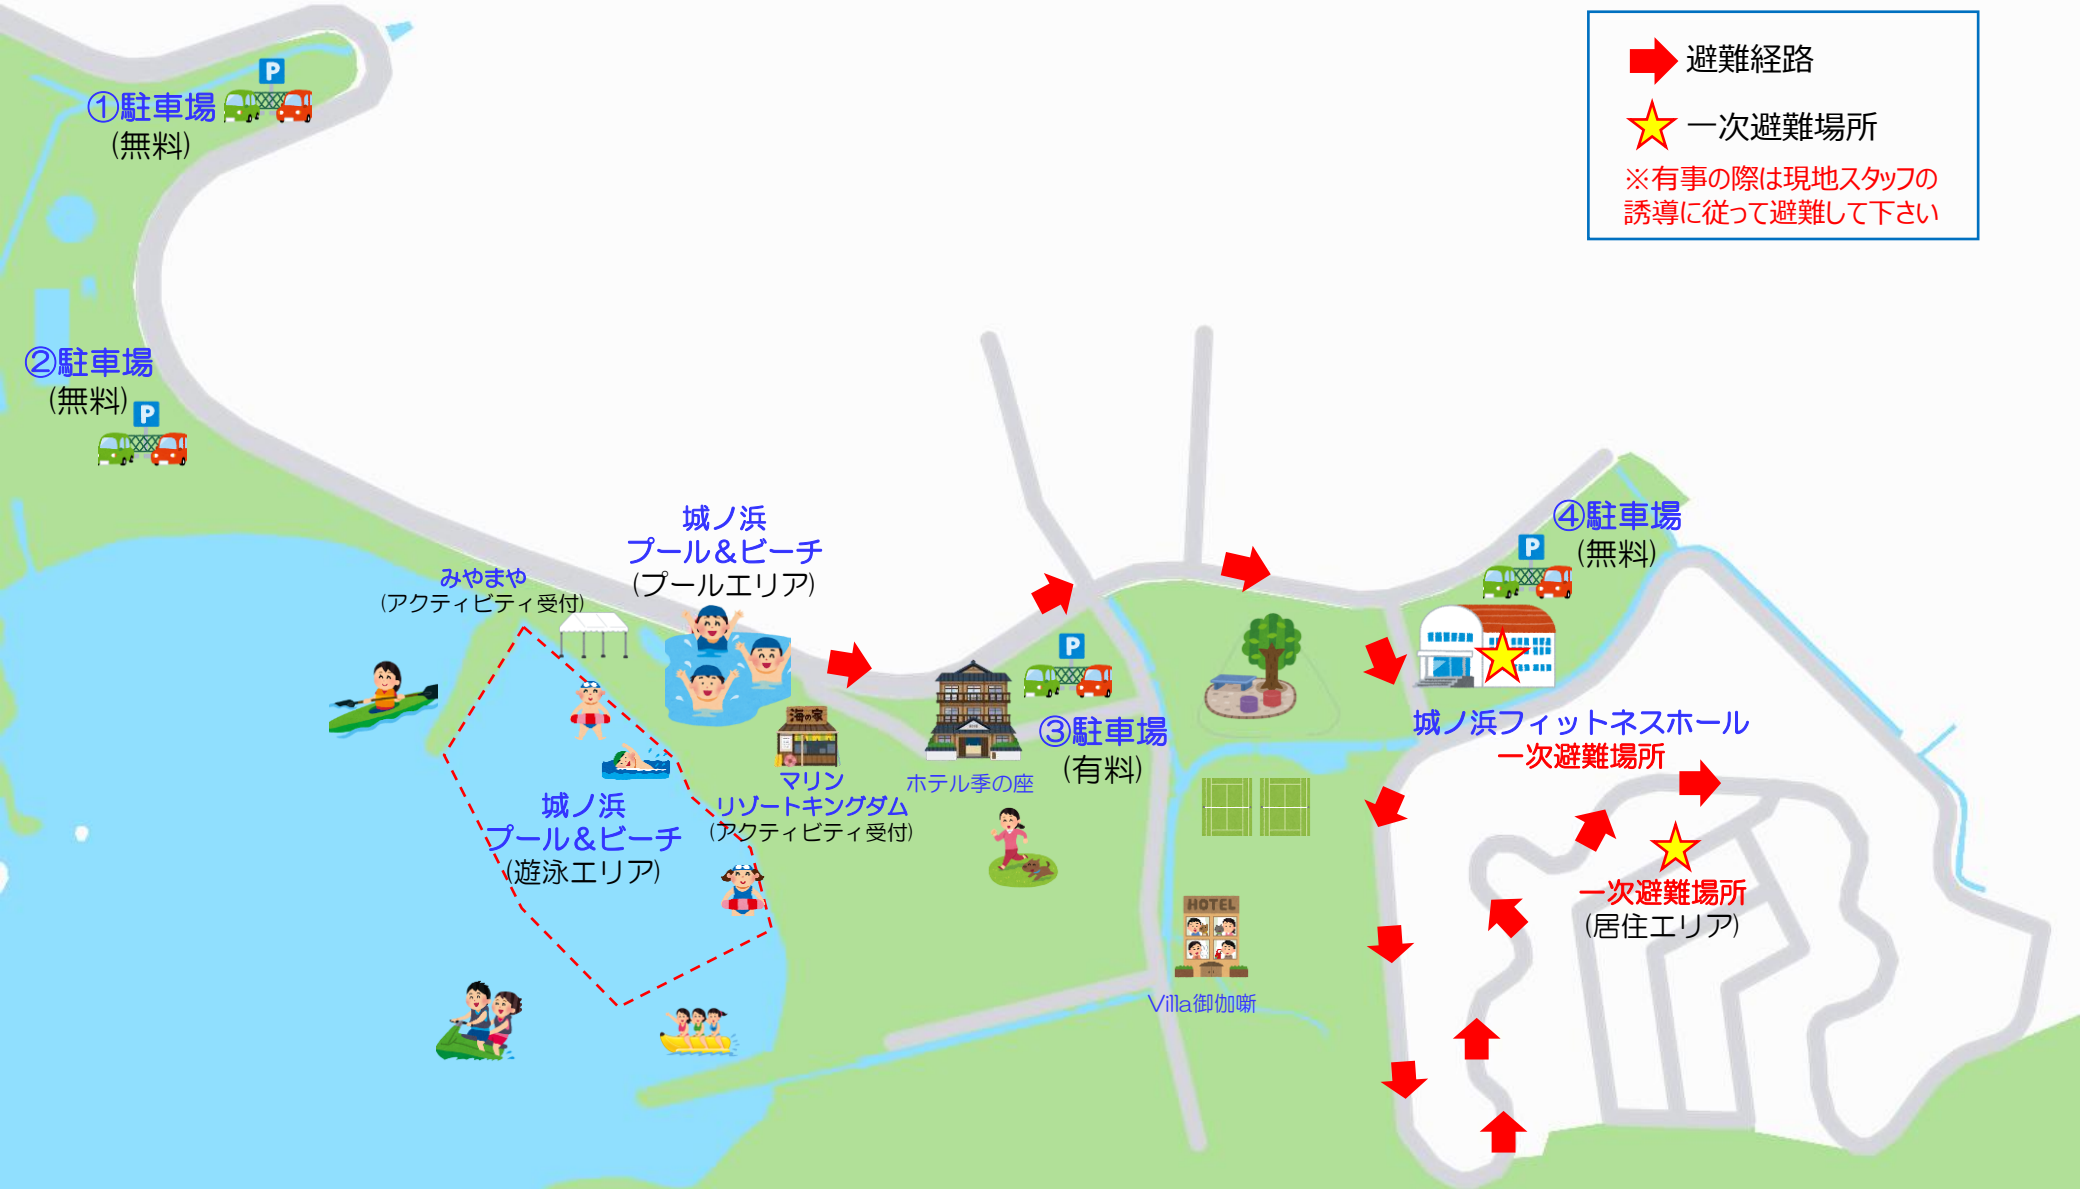 避難経路
一次避難場所
※有事の際は現地スタッフの
誘導に従って避難して下さい
P
①駐車場
(無料)
②駐車場
(無料)
P
城ノ浜
プール&ビーチ
(プールエリア)
みやまや
(アクティビティ受付)
④駐車場
(無料)
P
P
③駐車場
(有料)
海の家
マリン
リゾートキングダム
(アクティビティ受付)
ホテル季の座
城ノ浜フィットネスホール
一次避難場所
城ノ浜
プール&ビーチ
(遊泳エリア)
一次避難場所
(居住エリア)
HOTEL
Villa御伽噺